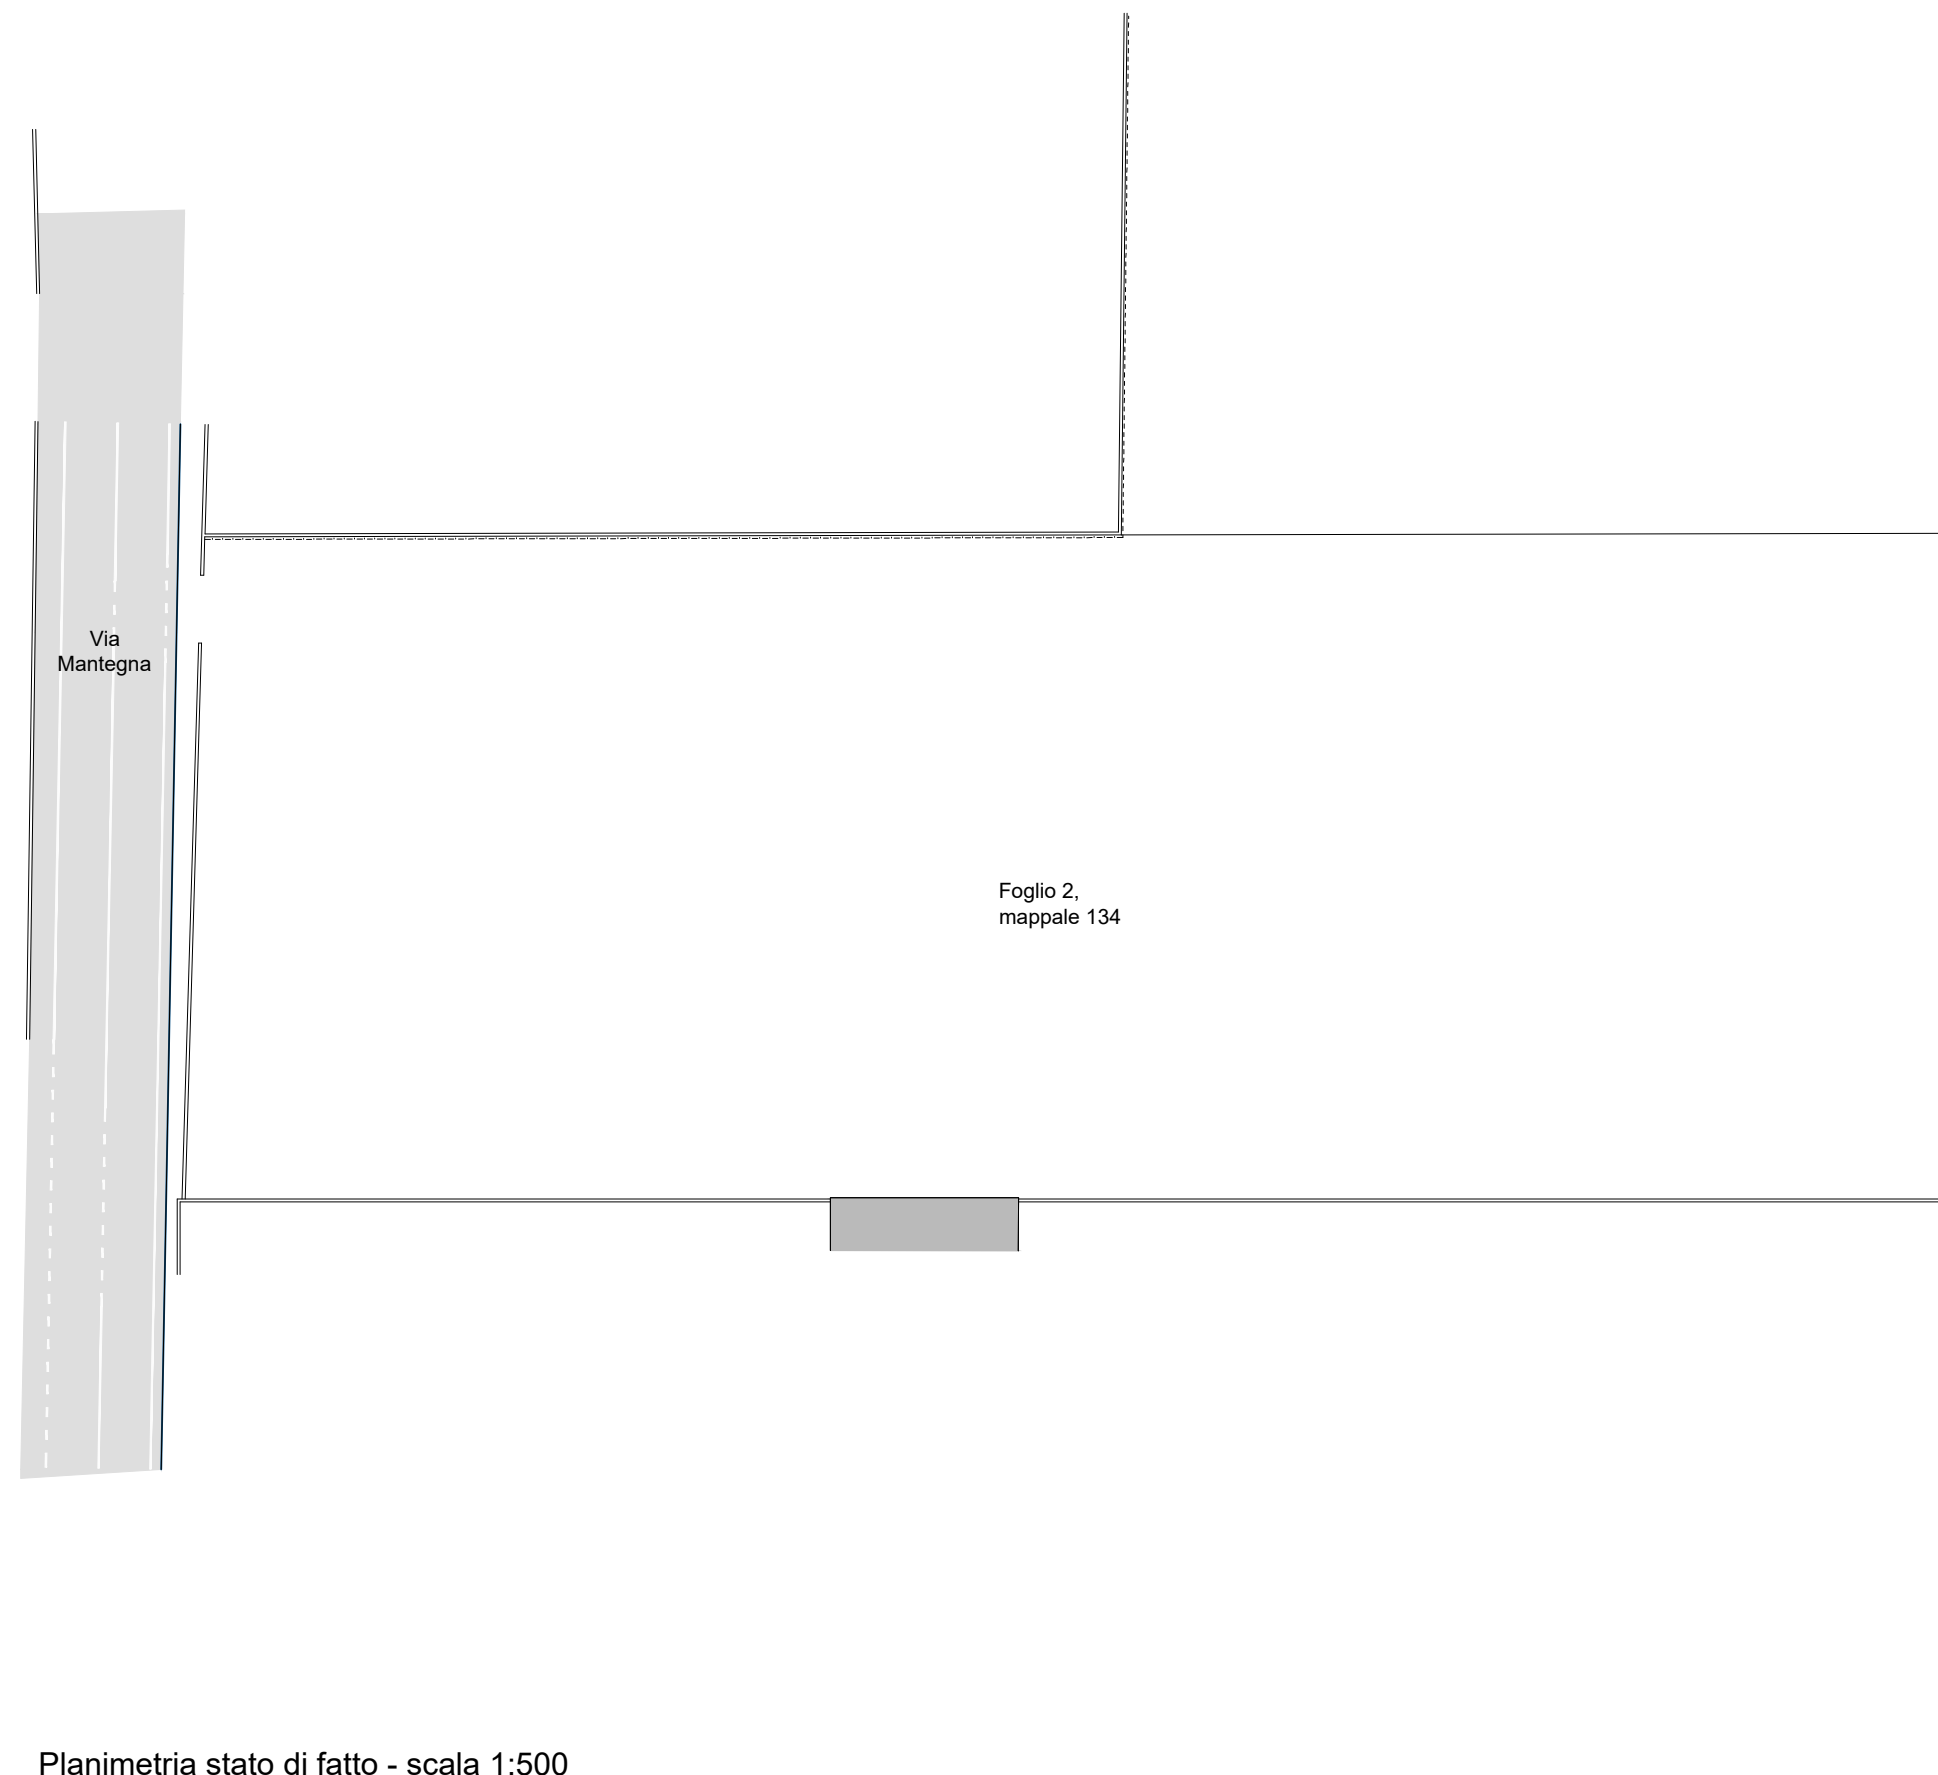 Via
Mantegna
Foglio 2,
mappale 134
Planimetria stato di fatto - scala 1:500